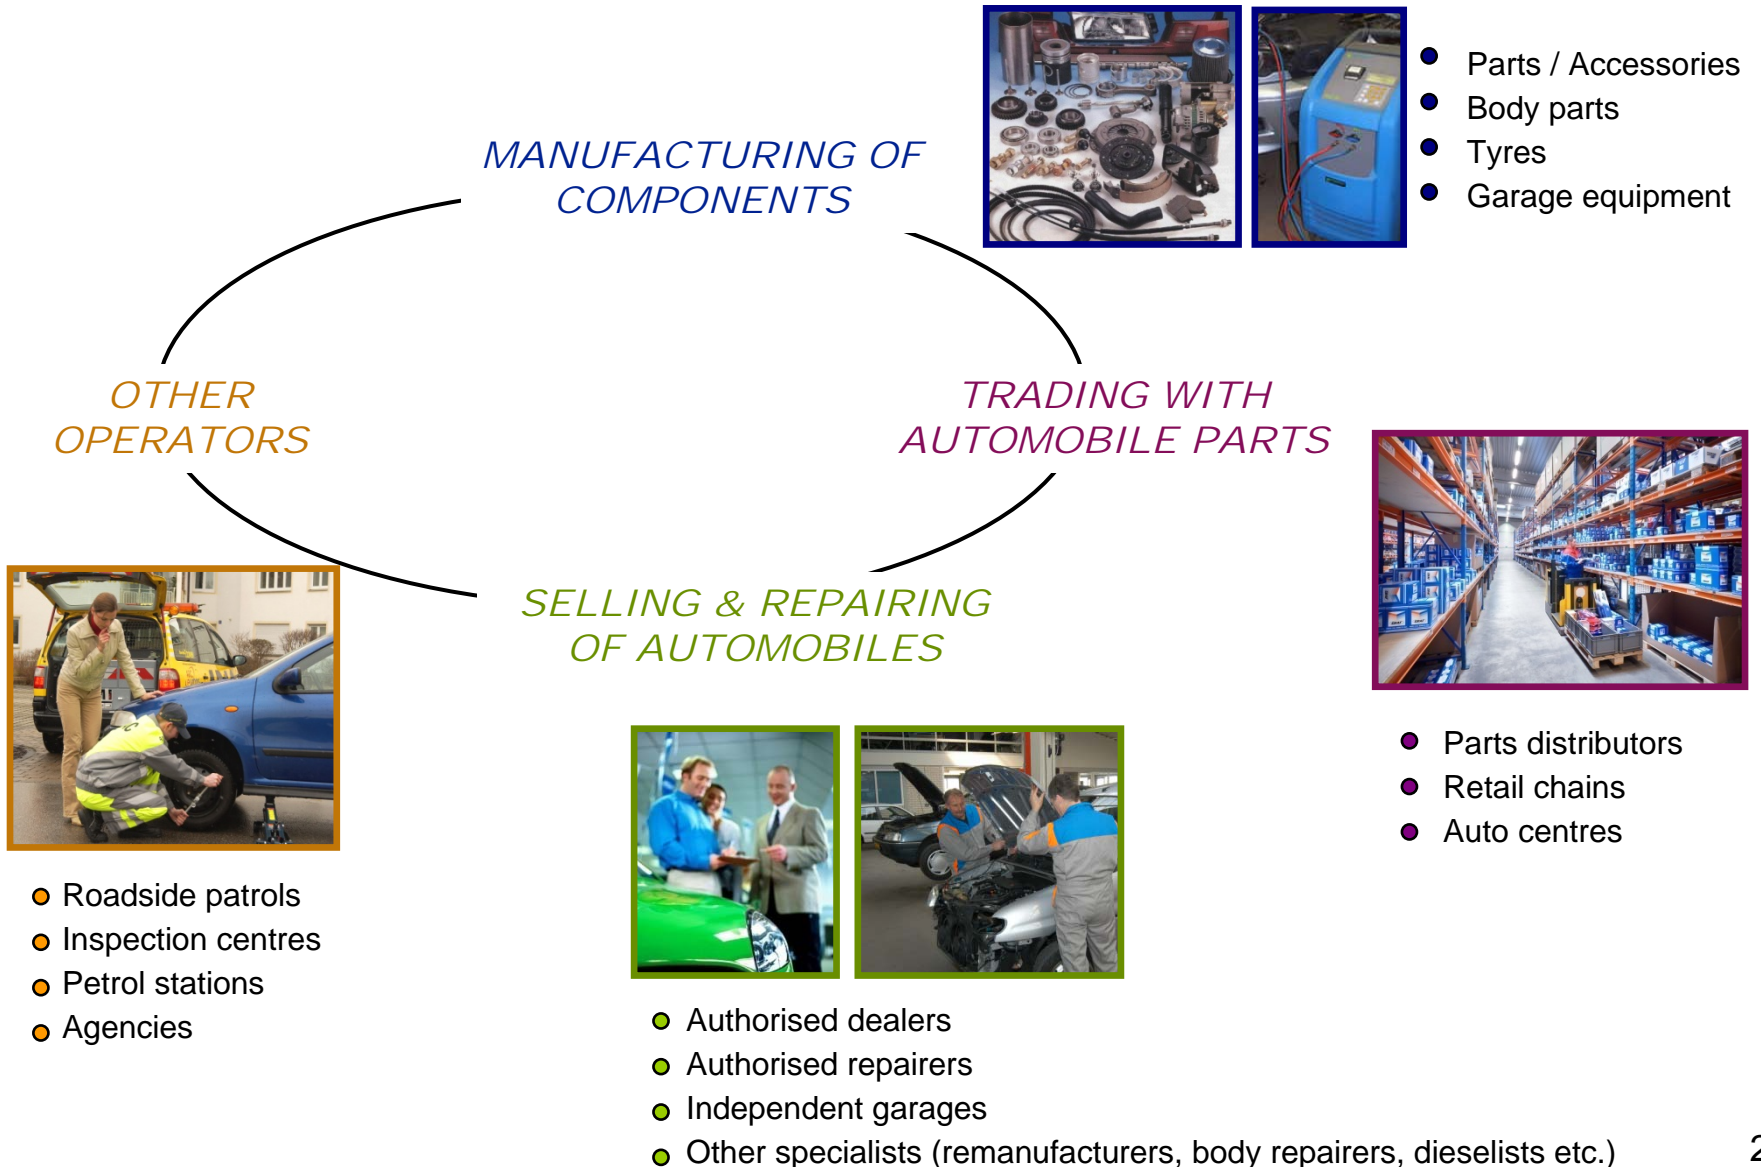 MANUFACTURING OF
COMPONENTS
Parts / Accessories
Body parts
Tyres
Garage equipment
OTHER
OPERATORS
TRADING WITH
AUTOMOBILE PARTS
SELLING & REPAIRING
OF AUTOMOBILES
Parts distributors
Retail chains
Auto centres
Roadside patrols
Inspection centres
Petrol stations
Agencies
Authorised dealers
Authorised repairers
Independent garages
Other specialists (remanufacturers, body repairers, dieselists etc.)
2